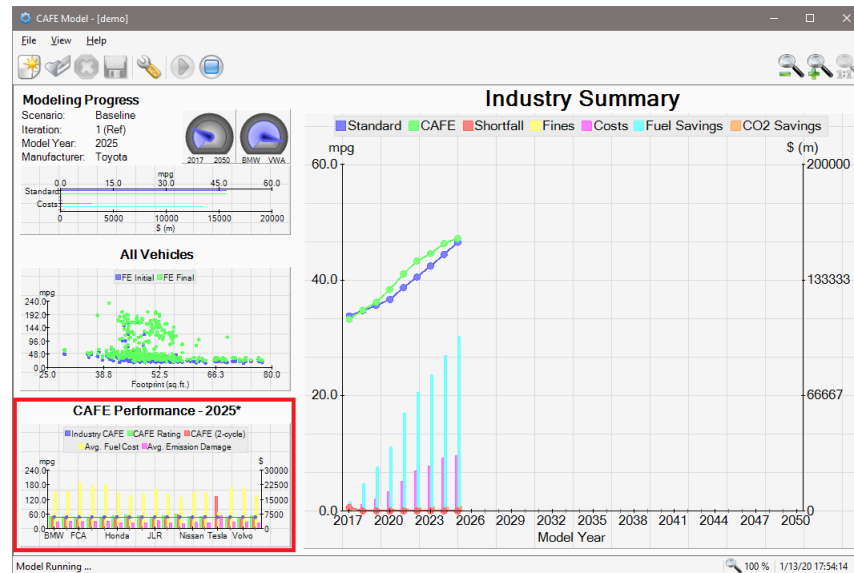 CAFE Model - [demo]
File View Help
Modeling Progress
Scenario: Baseline
Iteration: 1 (Ref)
Model Year: 2025
Manufacturer: Toyota
2017 2050 BMW VWA
mpg
0.0 15.0 30.0 45.0 60.0
Standard
Costs
0 5000 10000 15000 20000
$ (m)
All Vehicles
FE Initial FE Final
mpg
240.0
192.0
144.0
96.0
48.0
0.0
25.0 38.8 52.5 66.3 80.0
Footprint (sq.ft.)
CAFE Performance - 2025*
Industry CAFE CAFE Rating CAFE (2-cycle)
Avg. Fuel Cost Avg. Emission Damage
mpg $
240.0 30000
180.0 22500
120.0 15000
60.0 7500
0.0 0
BMW FCA Honda JLR Nissan Tesla Volvo
Industry Summary
Standard CAFE Shortfall Fines Costs Fuel Savings CO2 Savings
mpg $ (m)
60.0 200000
40.0 133333
20.0 66667
0.0 0
2017 2020 2023 2026 2029 2032 2035 2038 2041 2044 2047 2050
Model Year
Model Running ...
100 % 1/13/20 17:54:14